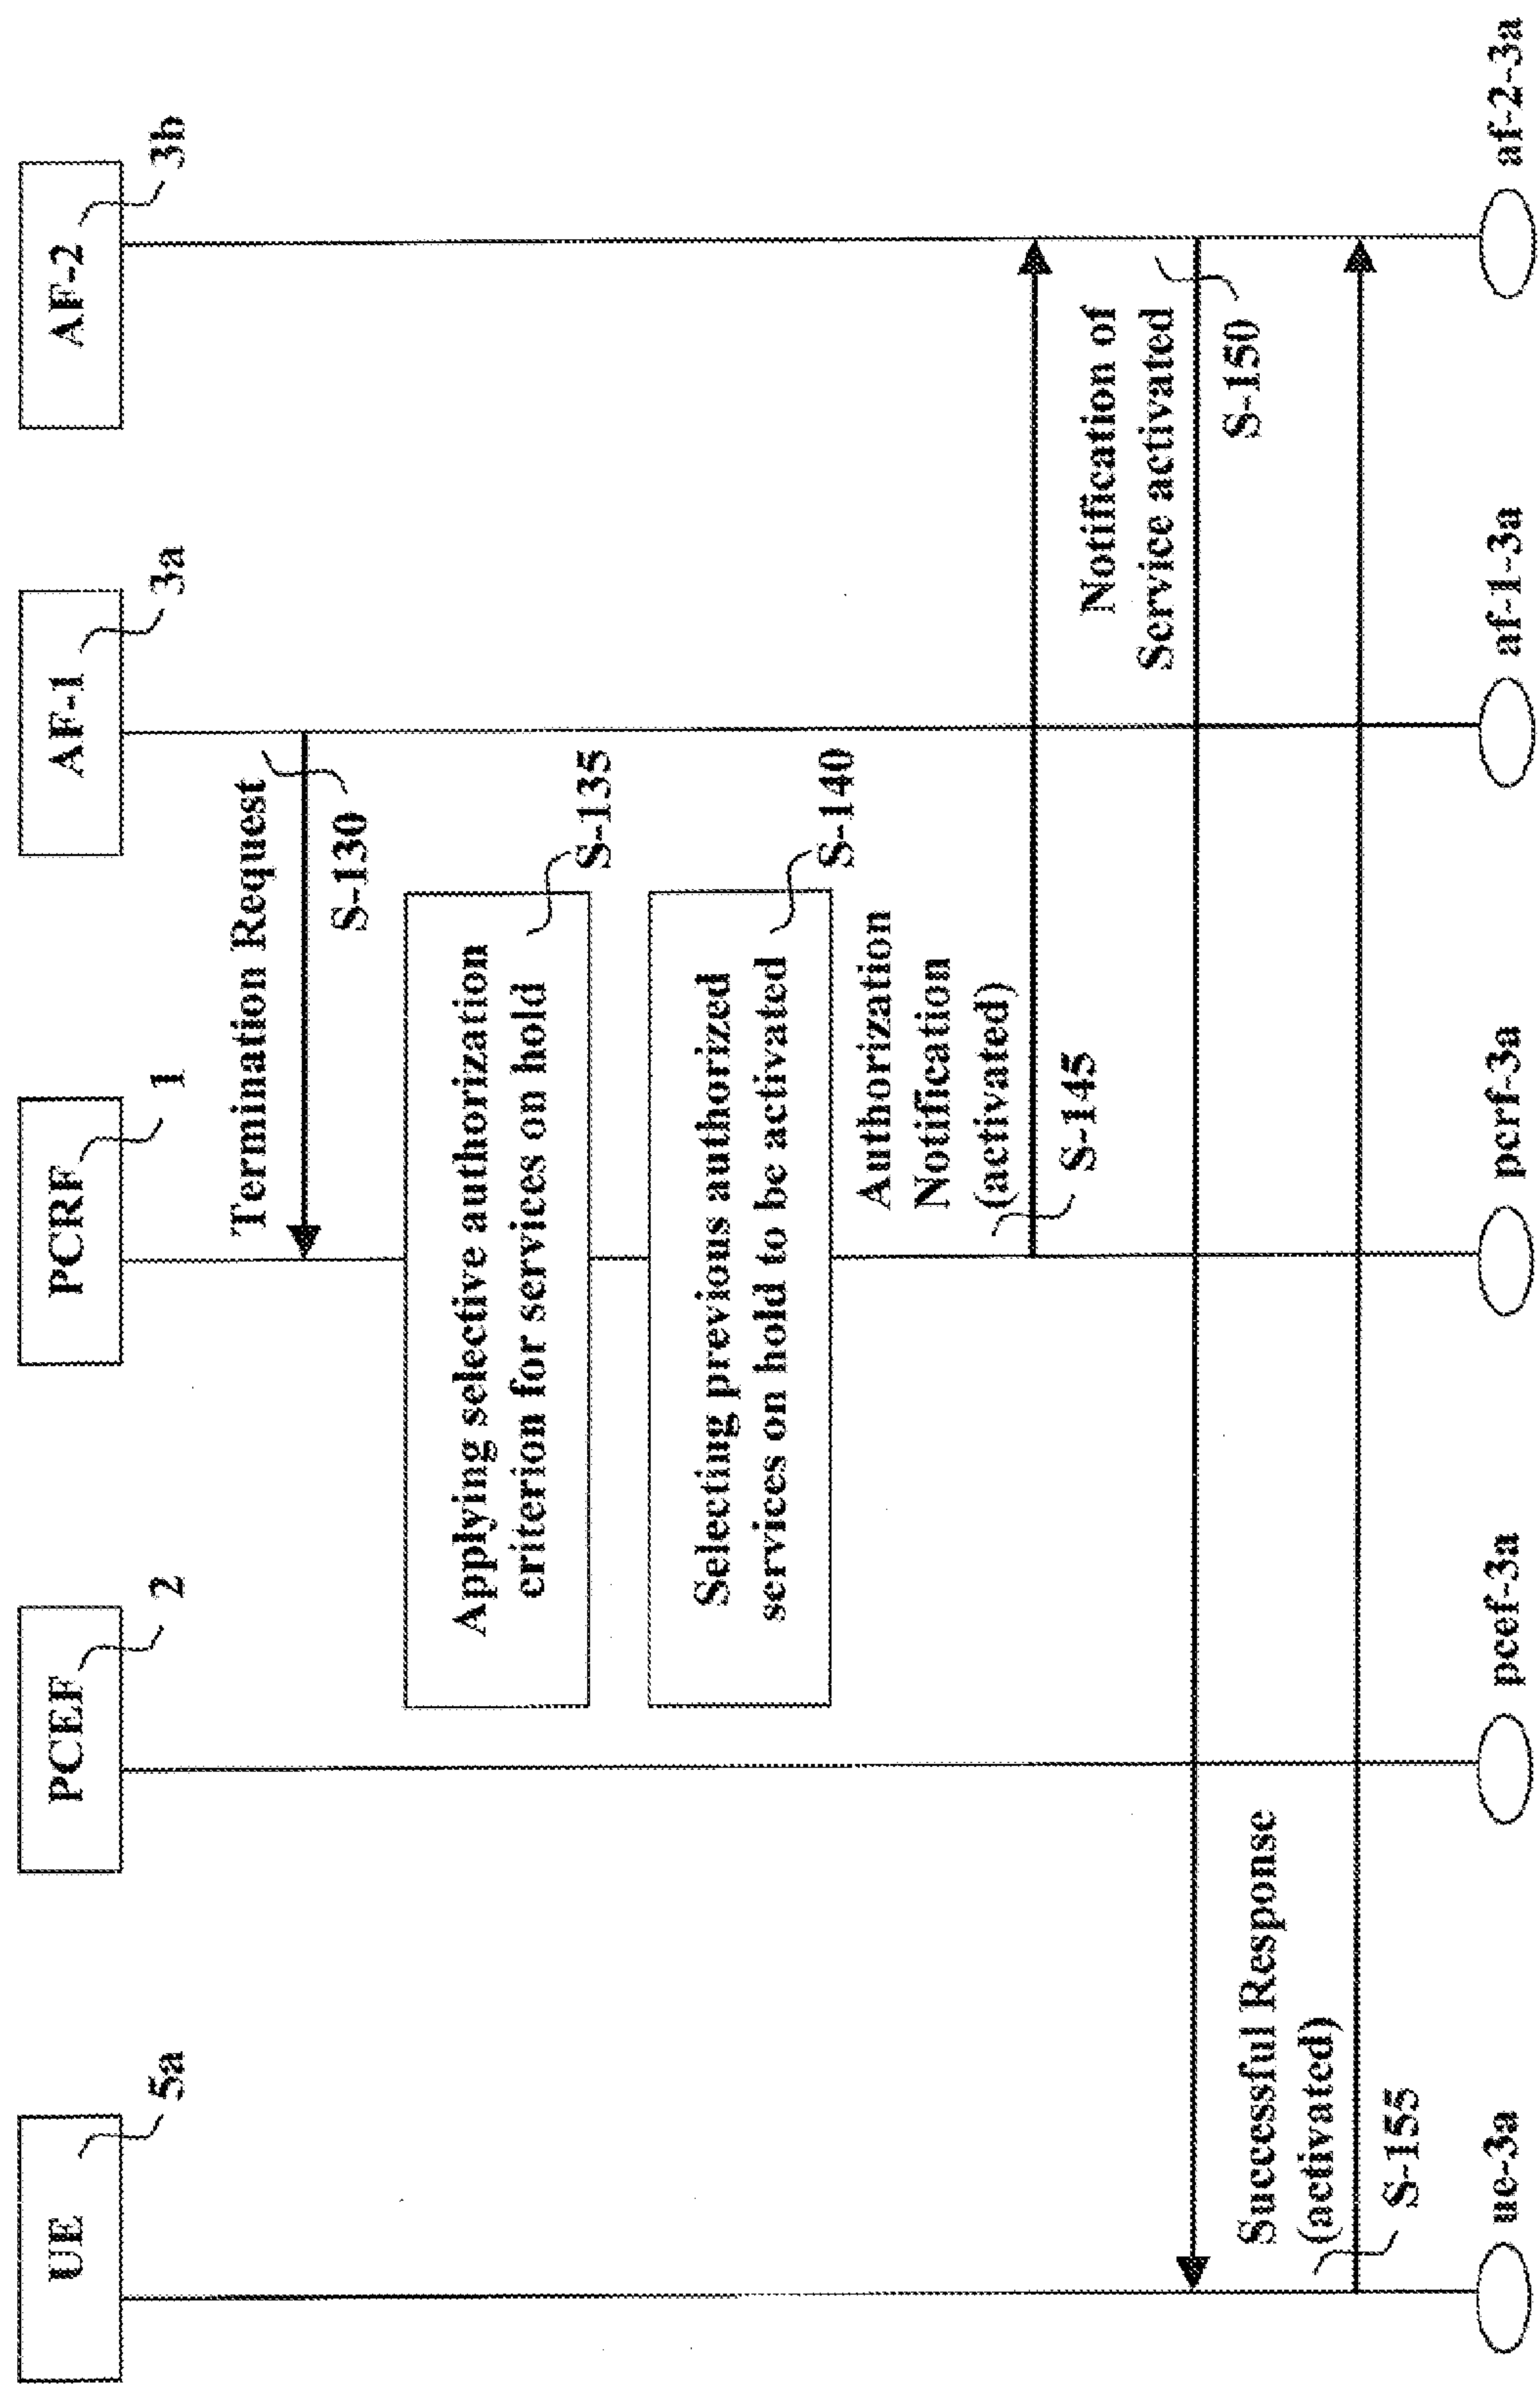 UE
5a
PCEF
2
PCRF
1
AF-1
3a
AF-2
3b
Termination Request
S-130
Applying selective authorization
criterion for services on hold
S-135
Selecting previous authorized
services on hold to be activated
S-140
Authorization
Notification
(activated)
S-145
Notification of
Service activated
S-150
Successful Response
(activated)
S-155
ue-3a
pcef-3a
pcrf-3a
af-1-3a
af-2-3a